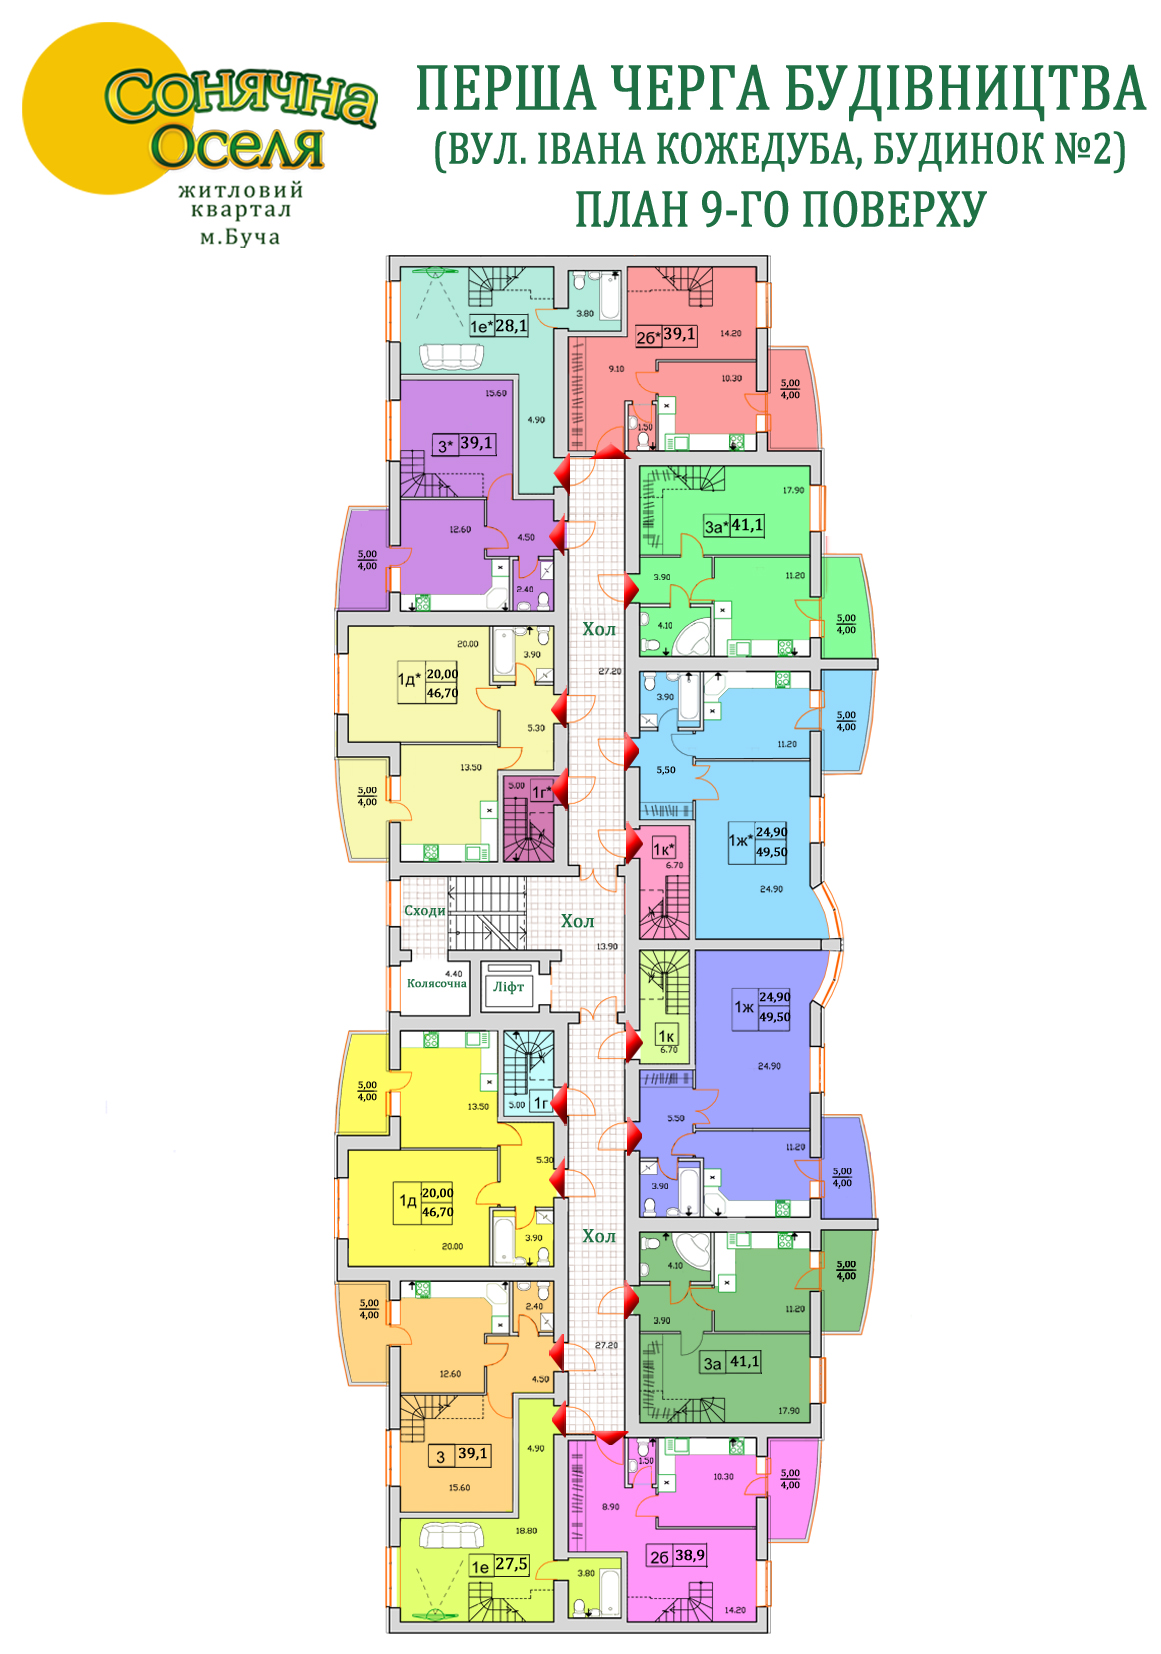 Сонячна
Оселя
житловий
квартал
м.Буча
ПЕРША ЧЕРГА БУДІВНИЦТВА
(ВУЛ. ІВАНА КОЖЕДУБА, БУДИНОК №2)
ПЛАН 9-ГО ПОВЕРХУ
1е* 28,1
3.80
2б* 39,1
14.20
9.10
10.30
5,00
4,00
1.50
15.60
4.90
3* 39,1
12.60
4.50
5,00
4,00
2.40
17.90
3а* 41,1
3.90
11.20
4.10
5,00
4,00
Хол
27.20
20.00
3.90
1д* 20,00
46,70
5.30
13.50
5,00
4,00
5.00
1г*
3.90
11.20
5,00
4,00
5,50
1ж* 24,90
49,50
24.90
1к*
6.70
Сходи
Хол
13.90
4.40
Колясочна
Ліфт
1к
6.70
1ж 24,90
49,50
24.90
5.50
11.20
3.90
5,00
4,00
5,00
4,00
13.50
5.00
1г
5.30
1д 20,00
46,70
20.00
3.90
Хол
27.20
4.10
11.20
3.90
5,00
4,00
3а 41,1
17.90
5,00
4,00
2.40
12.60
4.50
3 39,1
15.60
4.90
18.80
1е 27,5
3.80
1.50
10.30
8.90
5,00
4,00
2б 38,9
14.20